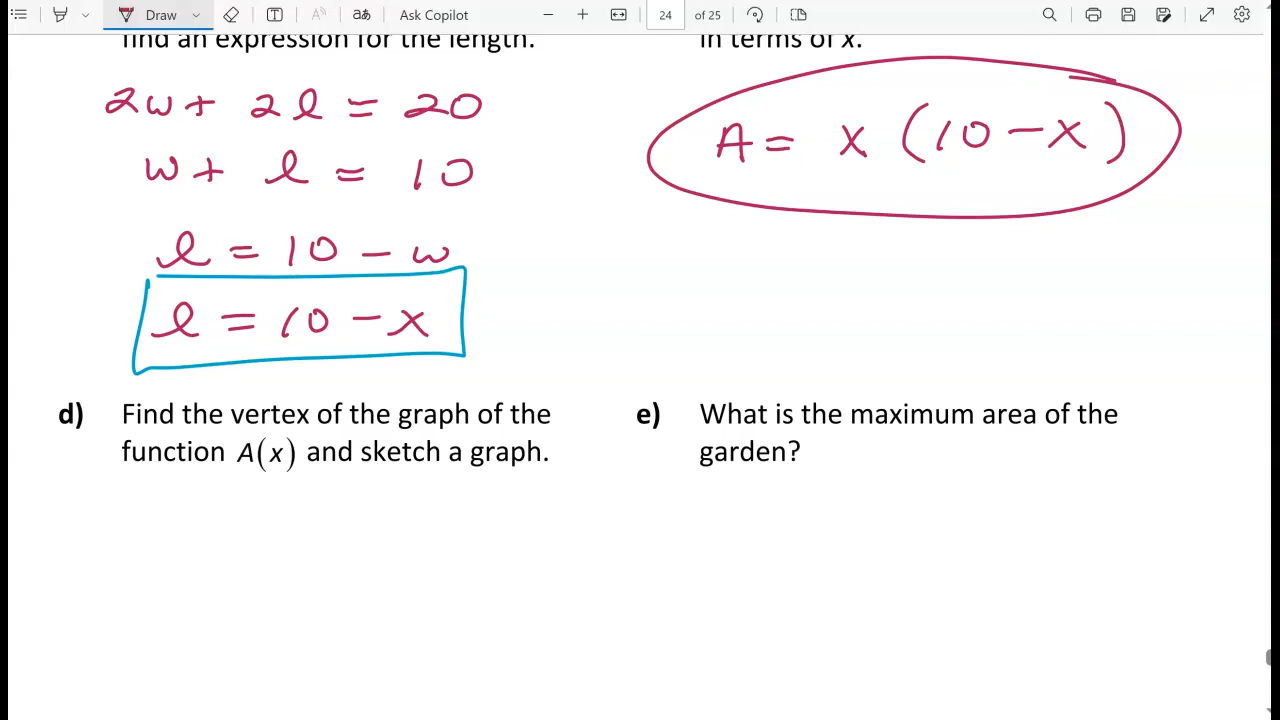 Draw
Ask Copilot
24 of 25
find an expression for the length.
in terms of x.
2w + 2l = 20
w + l = 10
l = 10 - w
l = 10 - x
A = x (10 - x)
d) Find the vertex of the graph of the
function A(x) and sketch a graph.
e) What is the maximum area of the
garden?